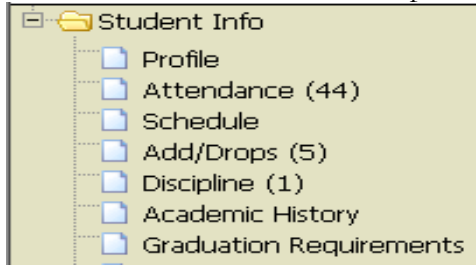 Student Info
Profile
Attendance (44)
Schedule
Add/Drops (5)
Discipline (1)
Academic History
Graduation Requirements